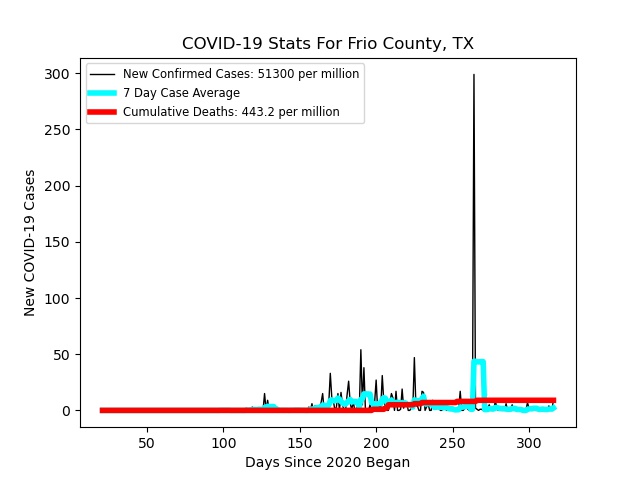 COVID-19 Stats For Frio County, TX
New Confirmed Cases: 51300 per million
7 Day Case Average
Cumulative Deaths: 443.2 per million
New COVID-19 Cases
300
250
200
150
100
50
0
50 100 150 200 250 300
Days Since 2020 Began